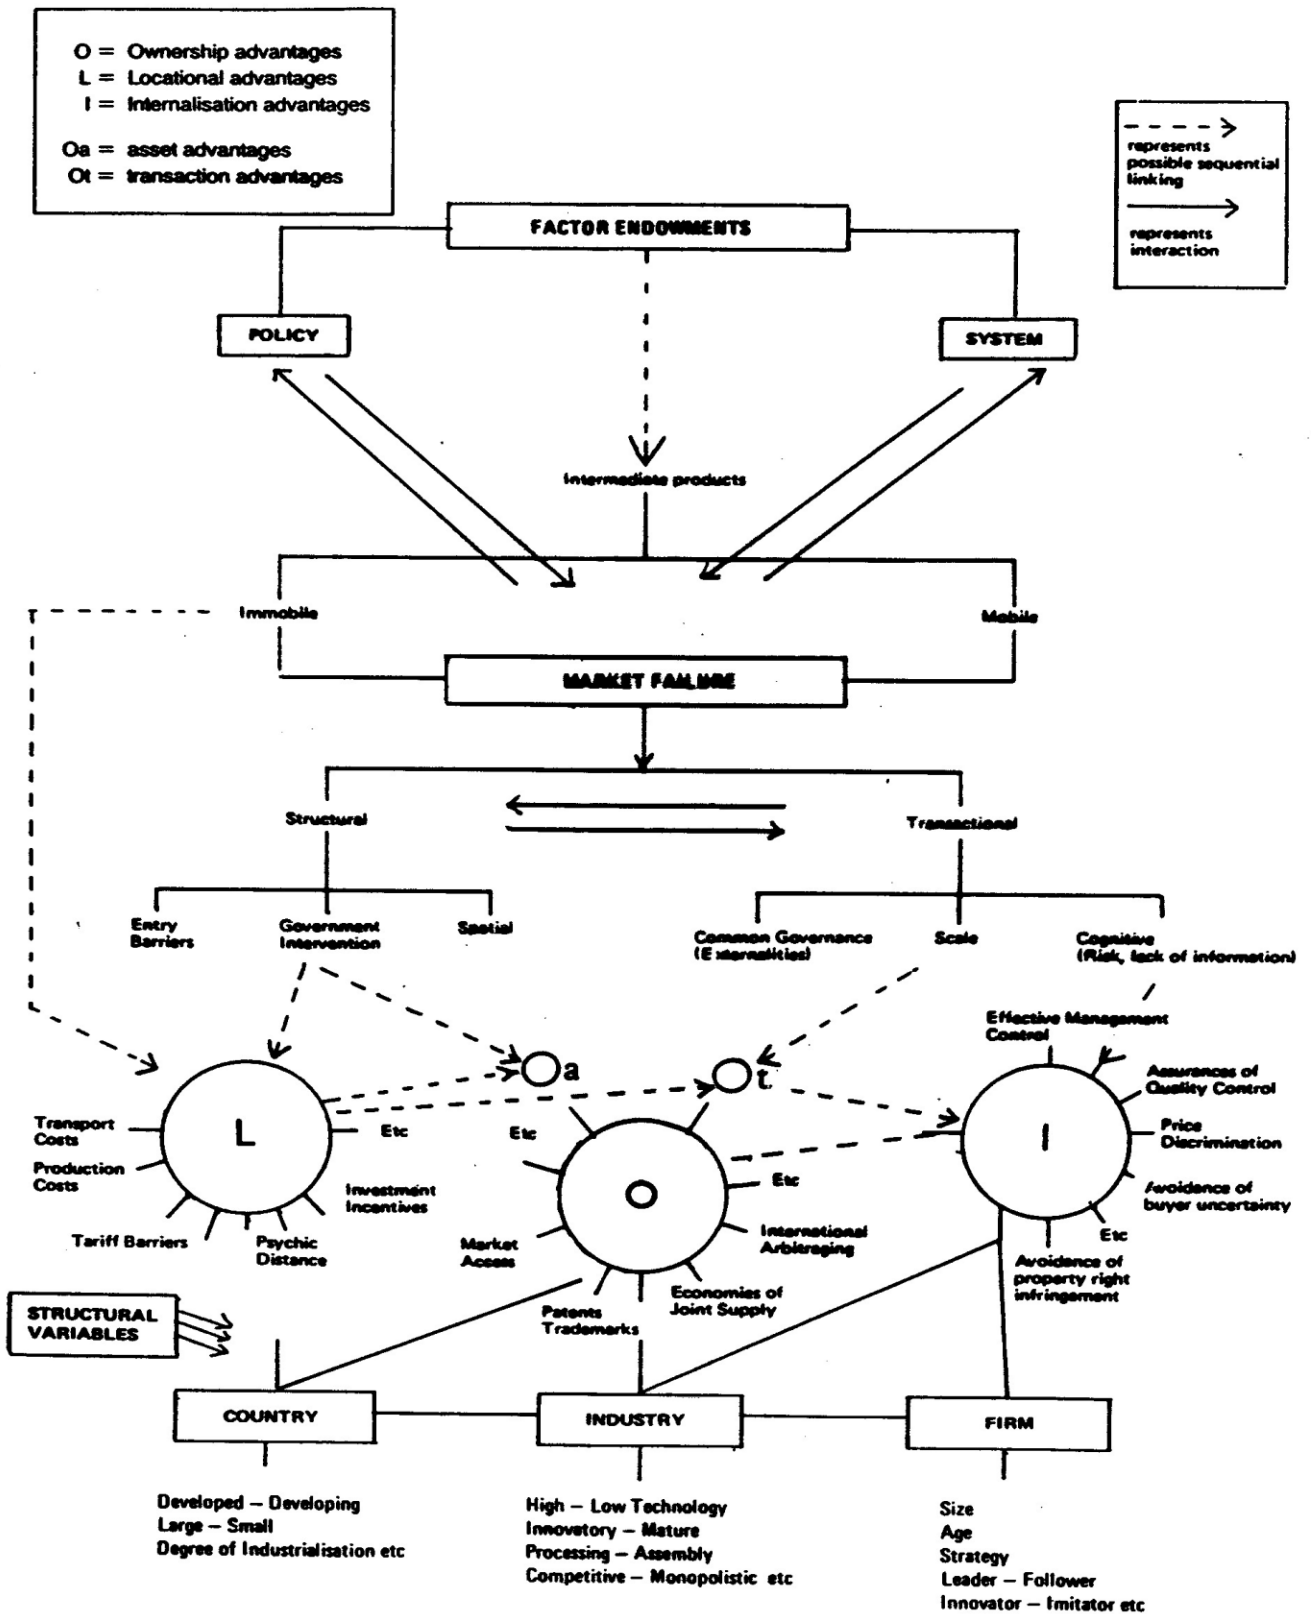 O = Ownership advantages
L = Locational advantages
I = Internalisation advantages
Oa = asset advantages
Ot = transaction advantages
represents
possible sequential
linking
represents
interaction
FACTOR ENDOWMENTS
POLICY
SYSTEM
Intermediate products
Immobile
Mobile
MARKET FAILURE
Structural
Transactional
Entry
Barriers
Government
Intervention
Spatial
Common Governance
(Externalities)
Scale
Cognitive
(Risk, lack of information)
Effective Management
Control
a
t
Assurances of
Quality Control
L
Transport
Costs
Etc
Etc
I
Price
Discrimination
Production
Costs
Investment
Incentives
O
Etc
Avoidance of
buyer uncertainty
Tariff Barriers
Psychic
Distance
Market
Access
International
Arbitraging
Etc
Avoidance of
property right
infringement
Patents
Trademarks
Economies of
Joint Supply
STRUCTURAL
VARIABLES
COUNTRY
INDUSTRY
FIRM
Developed – Developing
Large – Small
Degree of Industrialisation etc
High – Low Technology
Innovatory – Mature
Processing – Assembly
Competitive – Monopolistic etc
Size
Age
Strategy
Leader – Follower
Innovator – Imitator etc